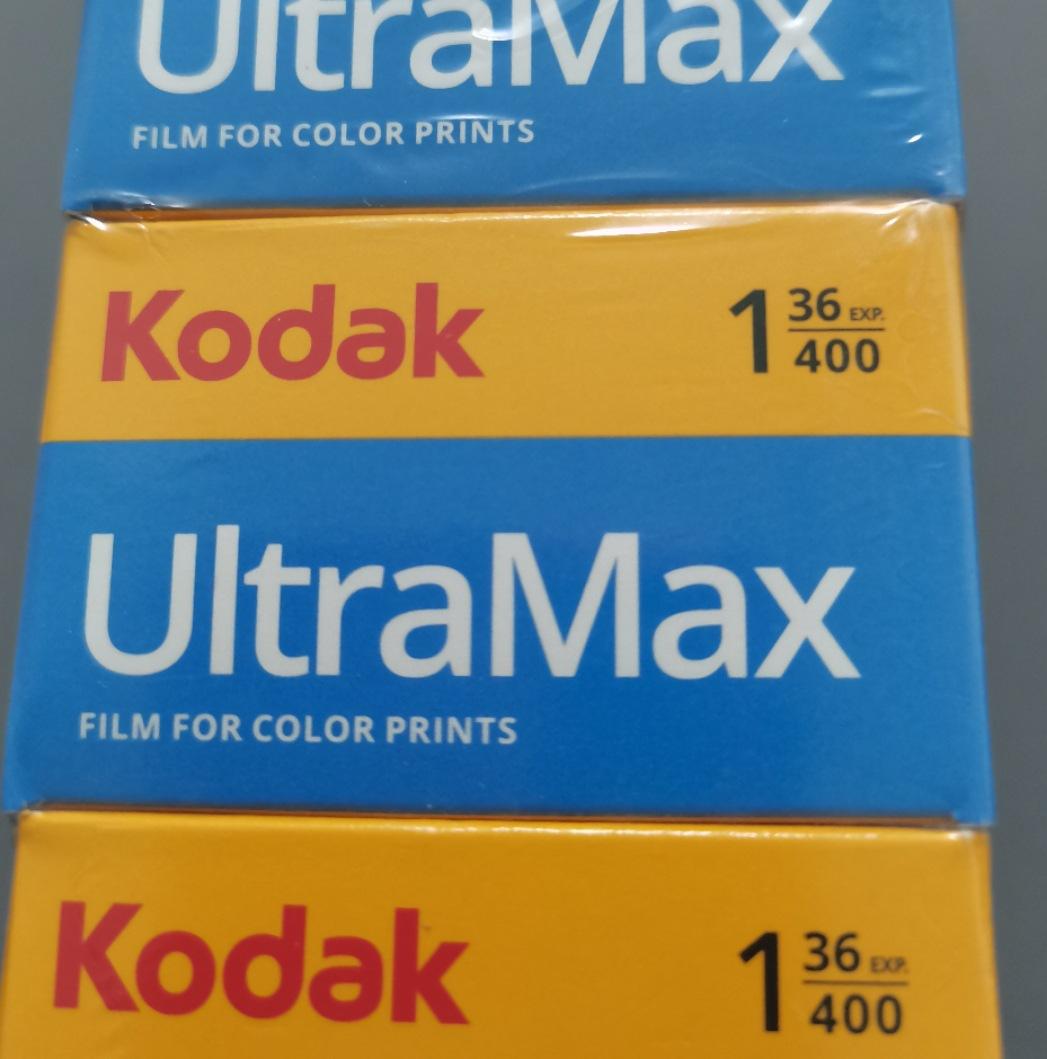 UltraMax
FILM FOR COLOR PRINTS
Kodak 1 36 EXP.
400
UltraMax
FILM FOR COLOR PRINTS
Kodak 1 36 EXP.
400